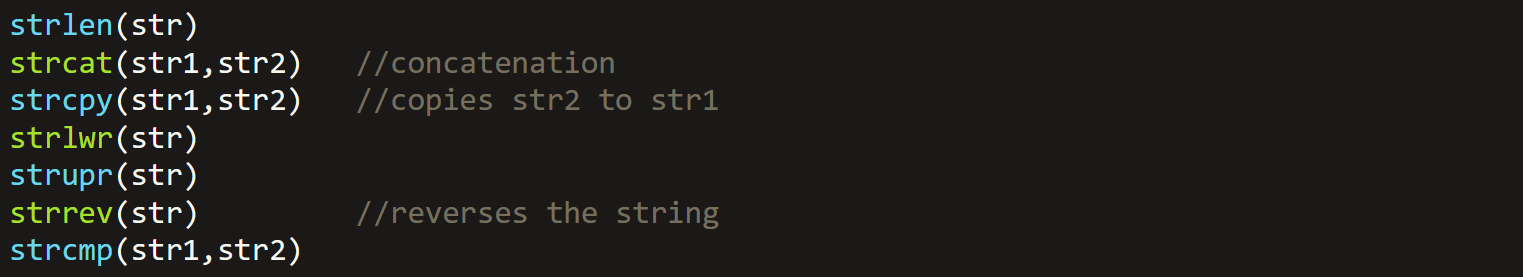 strlen(str)
strcat(str1,str2)   //concatenation
strcpy(str1,str2)   //copies str2 to str1
strlwr(str)
strupr(str)
strrev(str)         //reverses the string
strcmp(str1,str2)